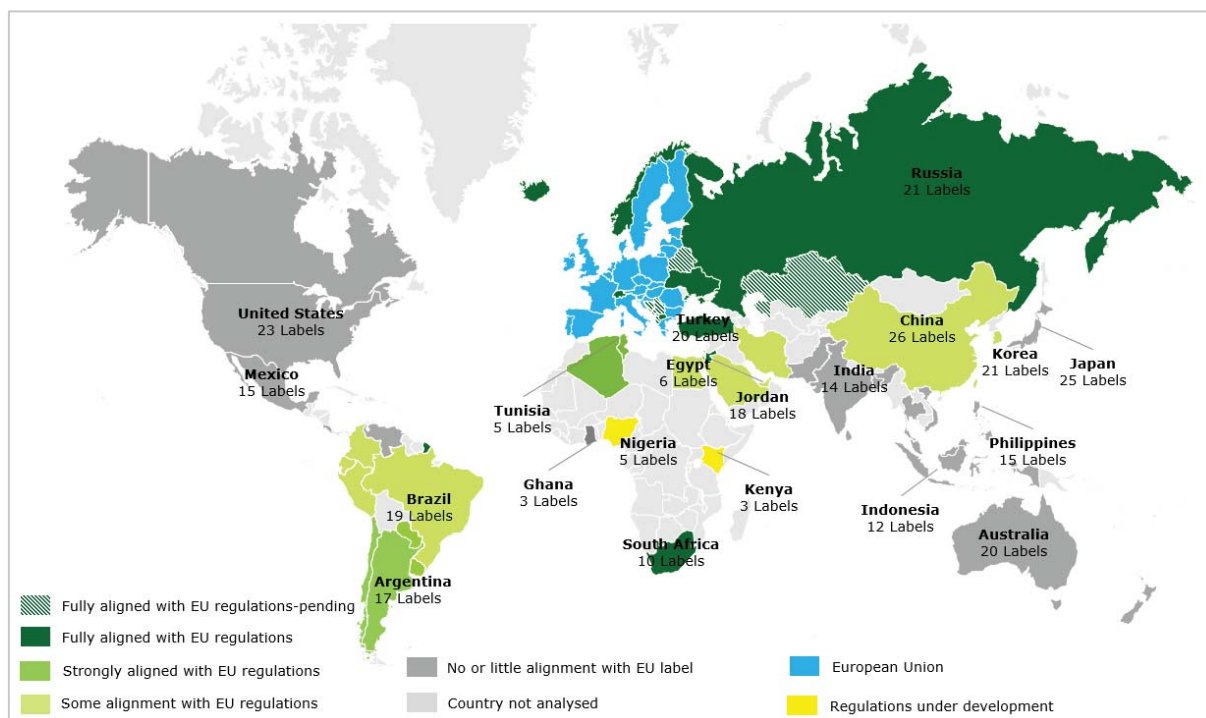 Russia
21 Labels
United States
23 Labels
Mexico
15 Labels
Turkey
20 Labels
China
26 Labels
Korea
21 Labels
Japan
25 Labels
Egypt
6 Labels
India
14 Labels
Jordan
18 Labels
Tunisia
5 Labels
Nigeria
5 Labels
Philippines
15 Labels
Ghana
3 Labels
Kenya
3 Labels
Indonesia
12 Labels
Brazil
19 Labels
Australia
20 Labels
South Africa
10 Labels
Argentina
17 Labels
Fully aligned with EU regulations-pending
Fully aligned with EU regulations
Strongly aligned with EU regulations
Some alignment with EU regulations
No or little alignment with EU label
Country not analysed
European Union
Regulations under development